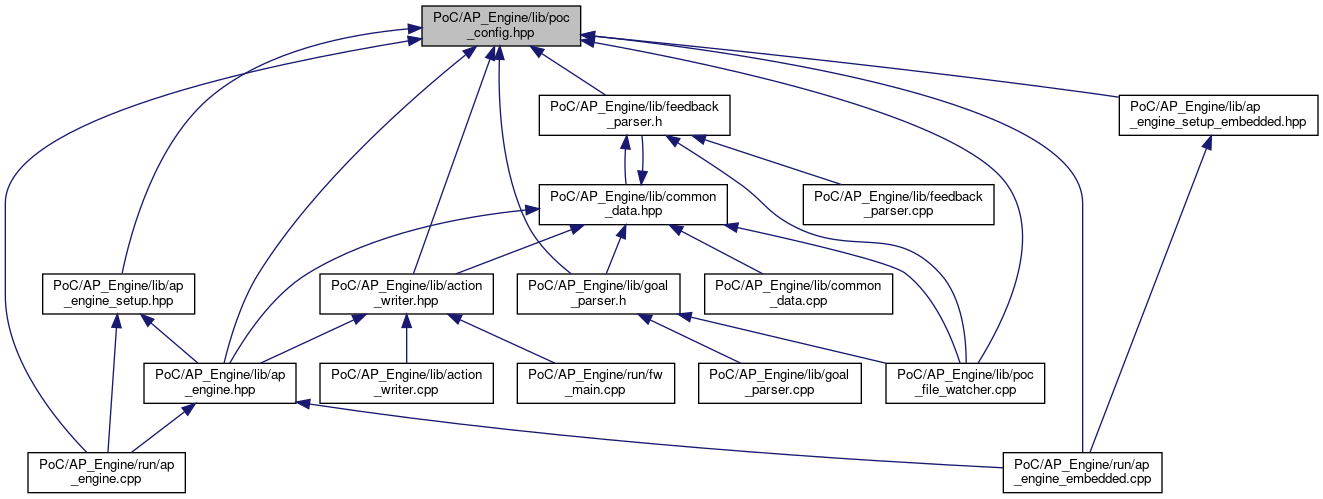 PoC/AP_Engine/lib/poc
_config.hpp
PoC/AP_Engine/lib/feedback
_parser.h
PoC/AP_Engine/lib/ap
_engine_setup_embedded.hpp
PoC/AP_Engine/lib/common
_data.hpp
PoC/AP_Engine/lib/feedback
_parser.cpp
PoC/AP_Engine/lib/ap
_engine_setup.hpp
PoC/AP_Engine/lib/action
_writer.hpp
PoC/AP_Engine/lib/goal
_parser.h
PoC/AP_Engine/lib/common
_data.cpp
PoC/AP_Engine/lib/ap
_engine.hpp
PoC/AP_Engine/lib/action
_writer.cpp
PoC/AP_Engine/run/fw
_main.cpp
PoC/AP_Engine/lib/goal
_parser.cpp
PoC/AP_Engine/lib/poc
_file_watcher.cpp
PoC/AP_Engine/run/ap
_engine.cpp
PoC/AP_Engine/run/ap
_engine_embedded.cpp